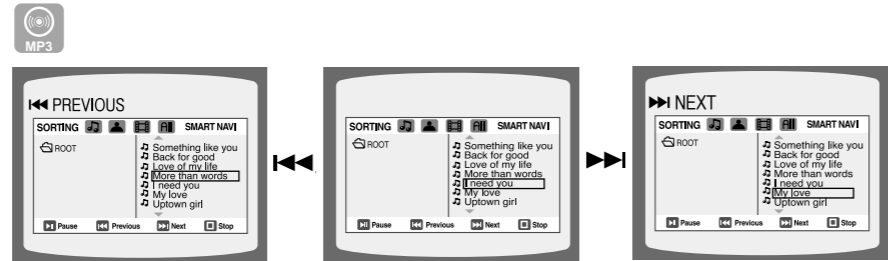 MP3
PREVIOUS
SORTING All SMART NAVI
ROOT
Something like you
Back for good
Love of my life
More than words
I need you
My love
Uptown girl
Pause Previous Next Stop
SORTING All SMART NAVI
ROOT
Something like you
Back for good
Love of my life
More than words
I need you
My love
Uptown girl
Pause Previous Next Stop
NEXT
SORTING All SMART NAVI
ROOT
Something like you
Back for good
Love of my life
More than words
I need you
My love
Uptown girl
Pause Previous Next Stop